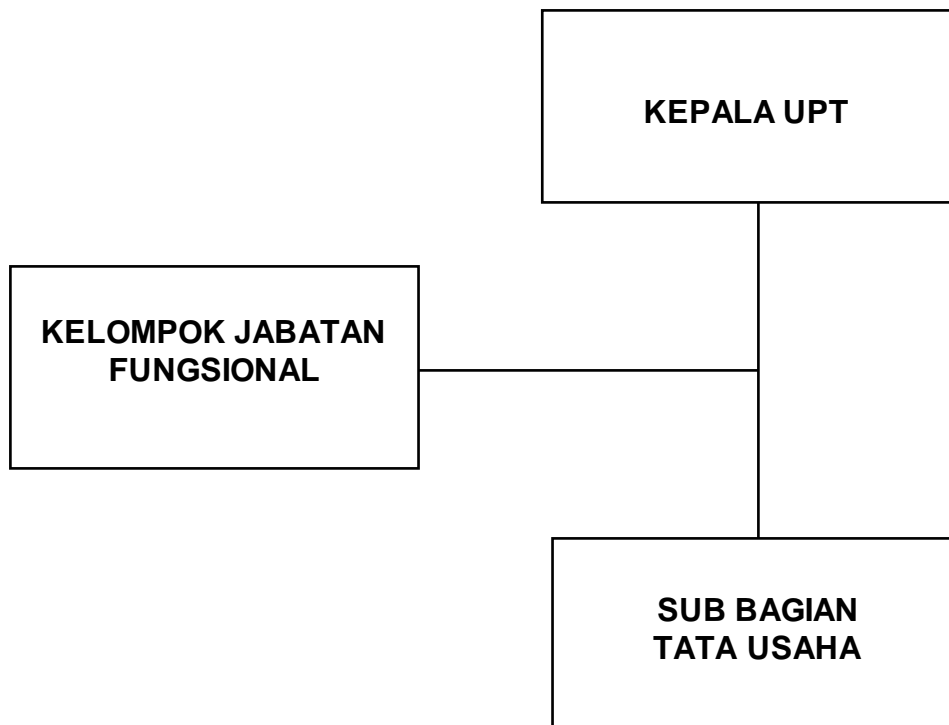 KEPALA UPT
KELOMPOK JABATAN
FUNGSIONAL
SUB BAGIAN
TATA USAHA